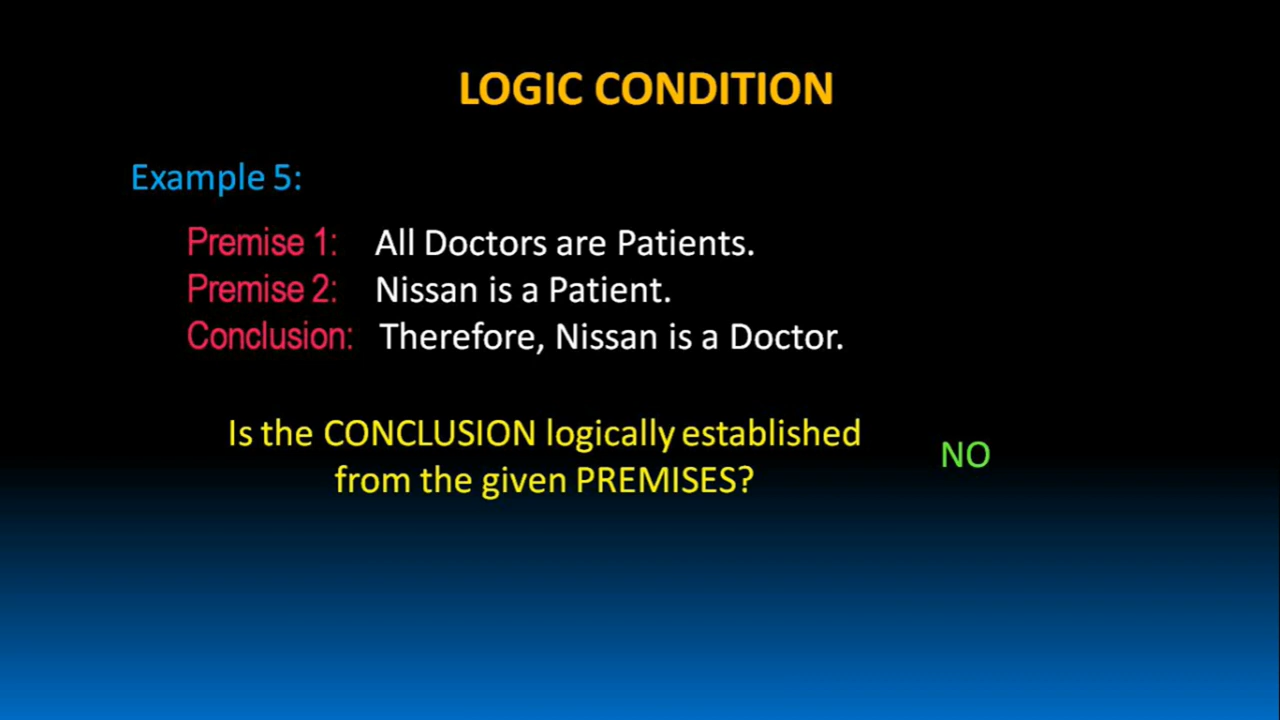 LOGIC CONDITION
Example 5:
Premise 1: All Doctors are Patients.
Premise 2: Nissan is a Patient.
Conclusion: Therefore, Nissan is a Doctor.
Is the CONCLUSION logically established
from the given PREMISES?
NO